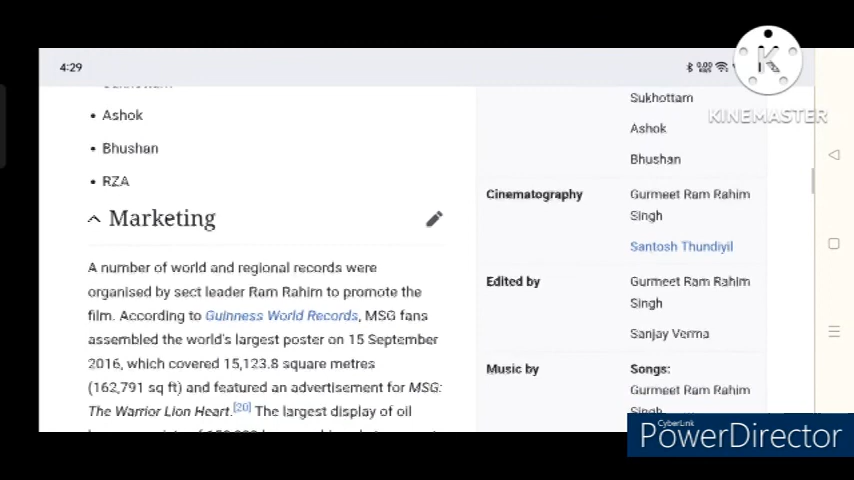 4:29
KINEMASTER
• Ashok
• Bhushan
• RZA
Marketing
A number of world and regional records were
organised by sect leader Ram Rahim to promote the
film. According to Guinness World Records, MSG fans
assembled the world's largest poster on 15 September
2016, which covered 15,123.8 square metres
(162,791 sq ft) and featured an advertisement for MSG:
The Warrior Lion Heart.[20] The largest display of oil
Sukhottam
Ashok
Bhushan
Cinematography
Gurmeet Ram Rahim
Singh
Santosh Thundiyil
Edited by
Gurmeet Ram Rahim
Singh
Sanjay Verma
Music by
Songs:
Gurmeet Ram Rahim
Singh
CyberLink
PowerDirector